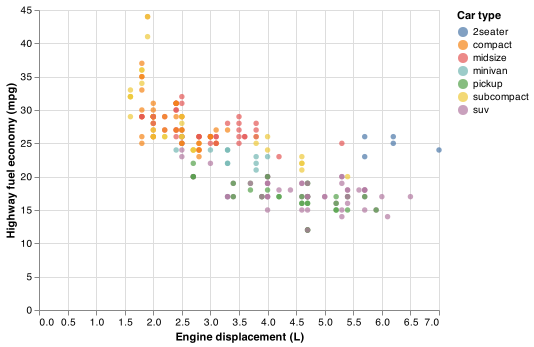 Car type
2seater
compact
midsize
minivan
pickup
subcompact
suv
Highway fuel economy (mpg)
45
40
35
30
25
20
15
10
5
0
0.0 0.5 1.0 1.5 2.0 2.5 3.0 3.5 4.0 4.5 5.0 5.5 6.0 6.5 7.0
Engine displacement (L)